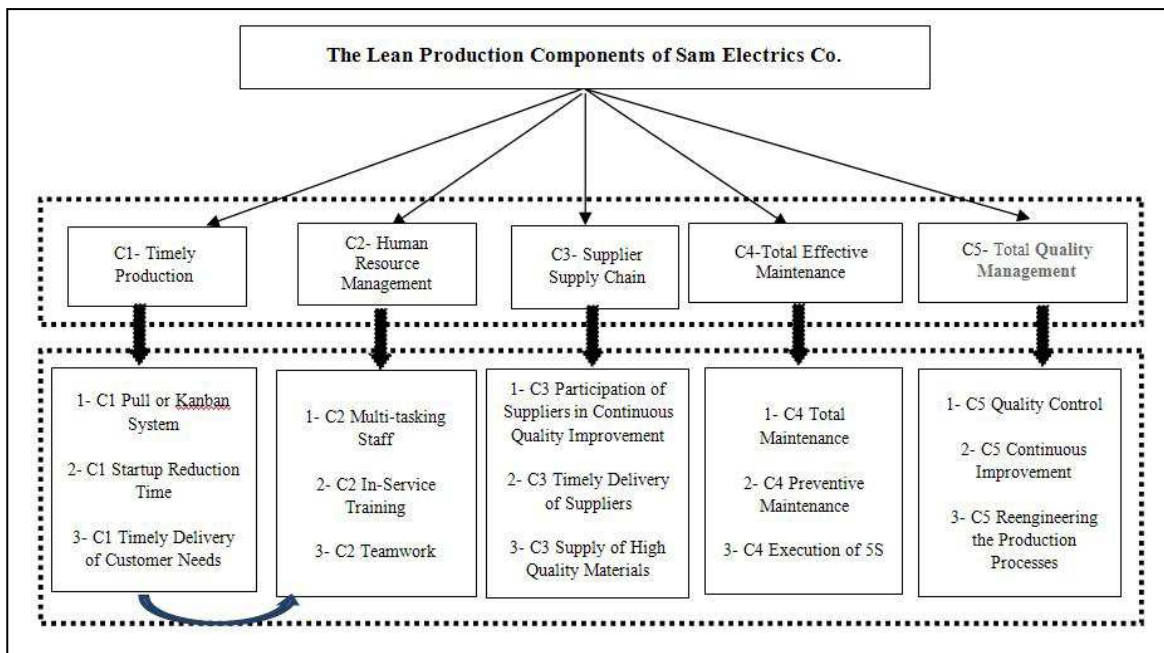 The Lean Production Components of Sam Electrics Co.
C1- Timely
Production
C2- Human
Resource
Management
C3- Supplier
Supply Chain
C4-Total Effective
Maintenance
C5- Total Quality
Management
1- C1 Pull or Kanban
System
2- C1 Startup Reduction
Time
3- C1 Timely Delivery
of Customer Needs
1- C2 Multi-tasking
Staff
2- C2 In-Service
Training
3- C2 Teamwork
1- C3 Participation of
Suppliers in Continuous
Quality Improvement
2- C3 Timely Delivery
of Suppliers
3- C3 Supply of High
Quality Materials
1- C4 Total
Maintenance
2- C4 Preventive
Maintenance
3- C4 Execution of 5S
1- C5 Quality Control
2- C5 Continuous
Improvement
3- C5 Reengineering
the Production
Processes